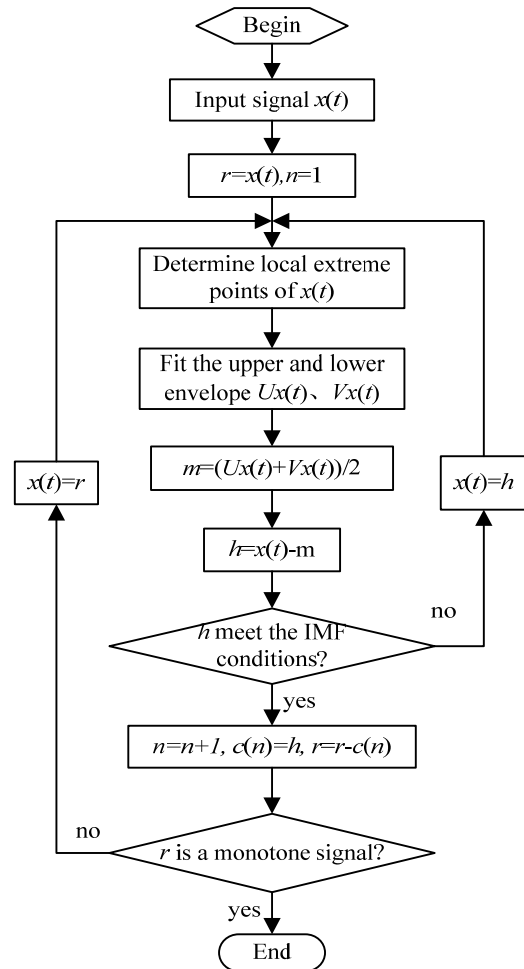 Begin
Input signal x(t)
r=x(t),n=1
Determine local extreme
points of x(t)
Fit the upper and lower
envelope Ux(t)、Vx(t)
m=(Ux(t)+Vx(t))/2
x(t)=r
x(t)=h
h=x(t)-m
no
h meet the IMF
conditions?
yes
n=n+1, c(n)=h, r=r-c(n)
no
r is a monotone signal?
yes
End